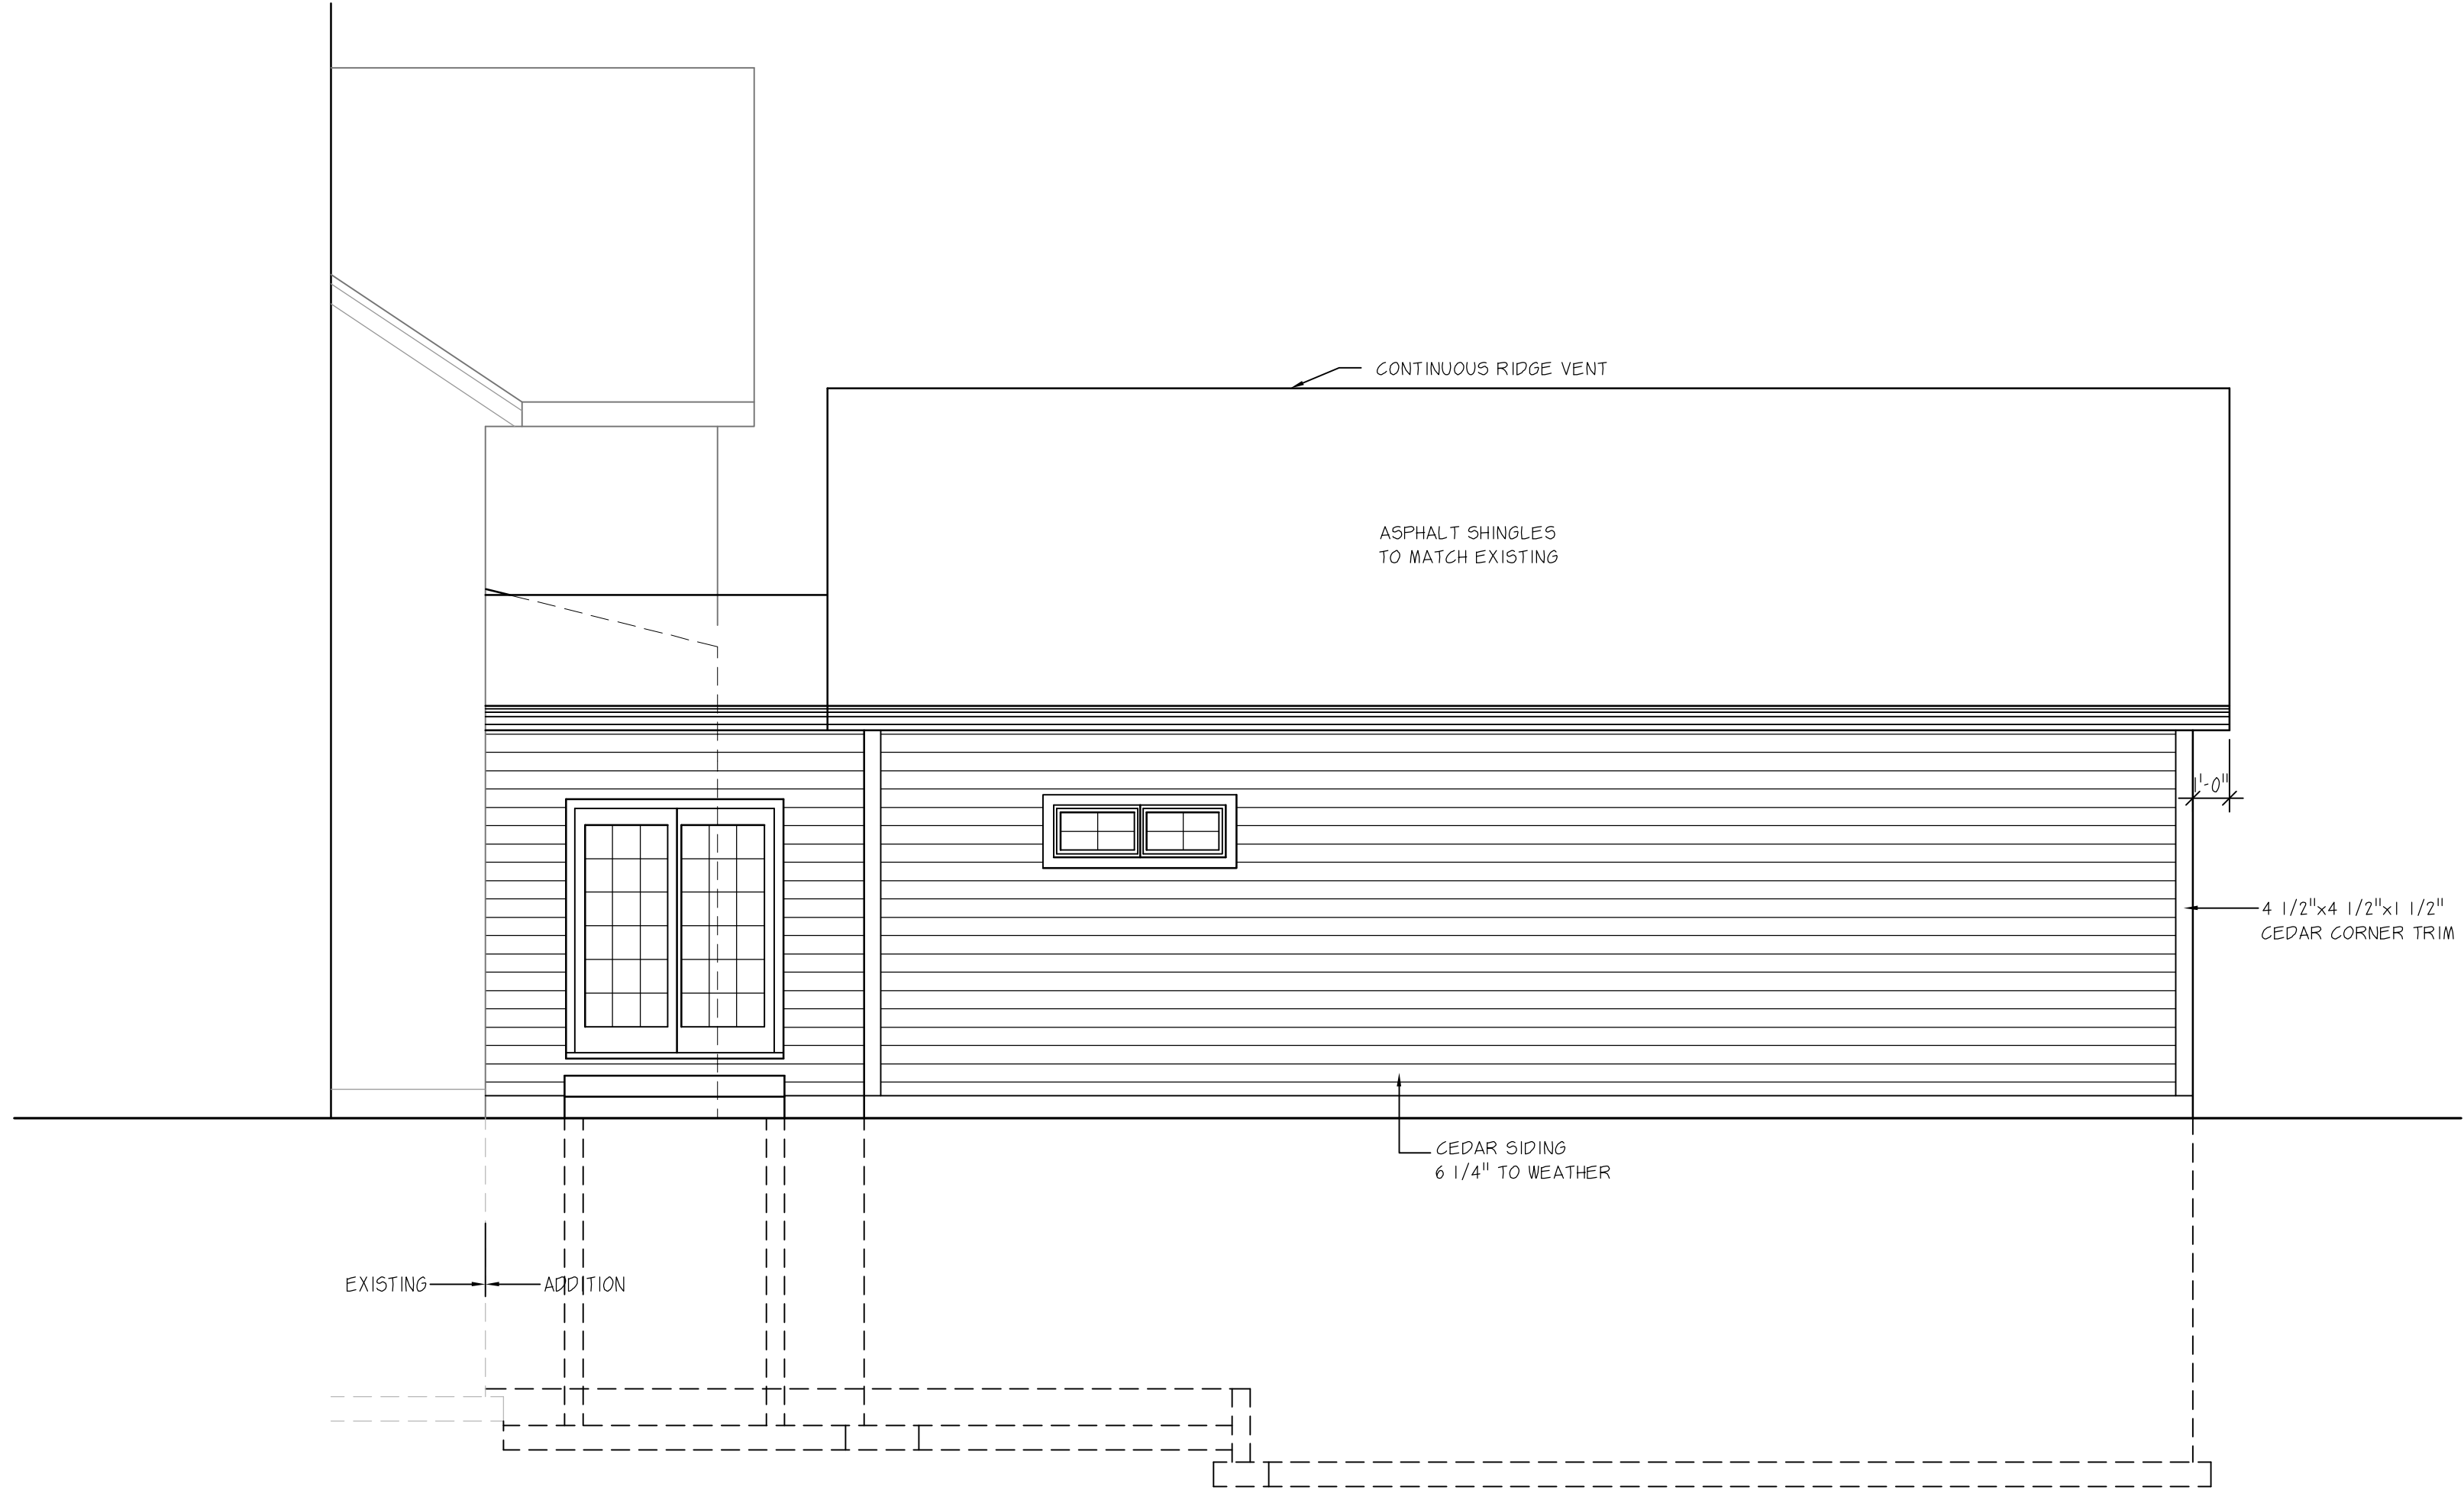 CONTINUOUS RIDGE VENT
ASPHALT SHINGLES
TO MATCH EXISTING
1'-0"
4 1/2"x4 1/2"x1 1/2"
CEDAR CORNER TRIM
CEDAR SIDING
6 1/4" TO WEATHER
EXISTING
ADDITION